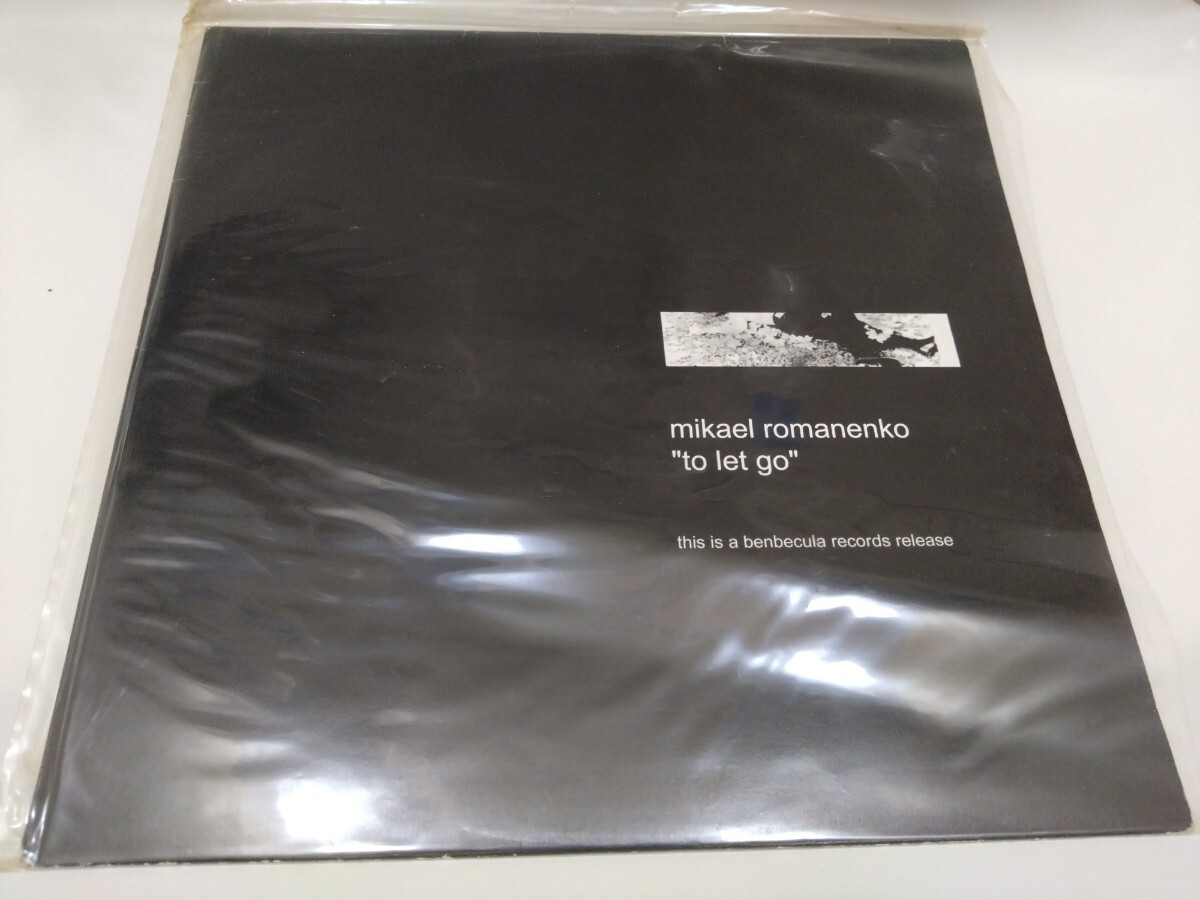 mikael romanenko
"to let go"
this is a benbecula records release